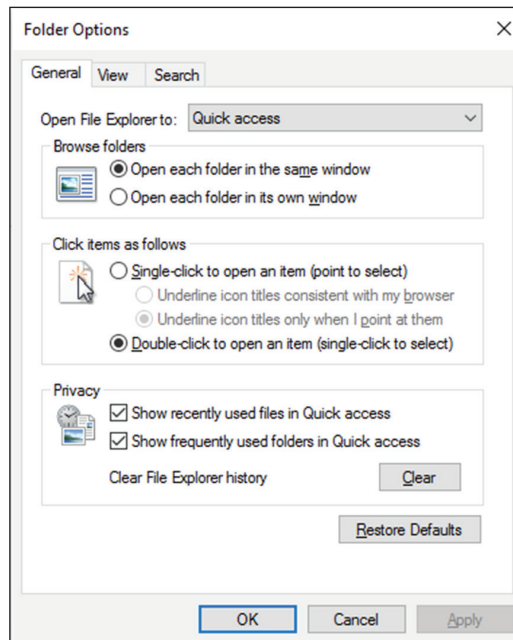 Folder Options
General View Search
Open File Explorer to: Quick access
Browse folders
Open each folder in the same window
Open each folder in its own window
Click items as follows
Single-click to open an item (point to select)
Underline icon titles consistent with my browser
Underline icon titles only when I point at them
Double-click to open an item (single-click to select)
Privacy
Show recently used files in Quick access
Show frequently used folders in Quick access
Clear File Explorer history Clear
Restore Defaults
OK Cancel Apply